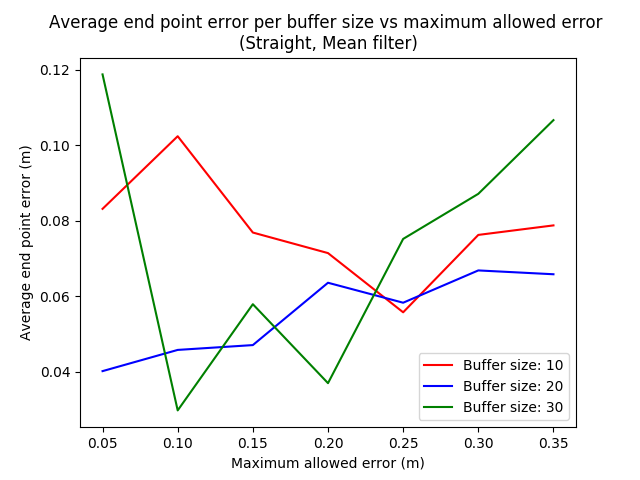 Average end point error per buffer size vs maximum allowed error
(Straight, Mean filter)
0.12
0.10
0.08
0.06
0.04
Average end point error (m)
Buffer size: 10
Buffer size: 20
Buffer size: 30
0.05 0.10 0.15 0.20 0.25 0.30 0.35
Maximum allowed error (m)